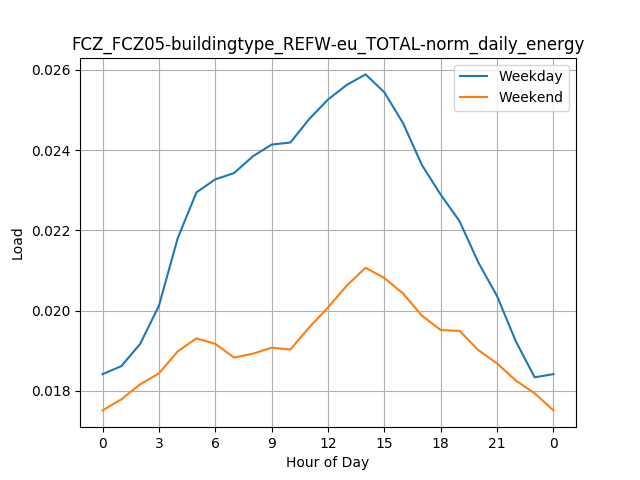 FCZ_FCZ05-buildingtype_REFW-eu_TOTAL-norm_daily_energy
Weekday
Weekend
0.026
0.024
0.022
0.020
0.018
Load
0
3
6
9
12
15
18
21
0
Hour of Day